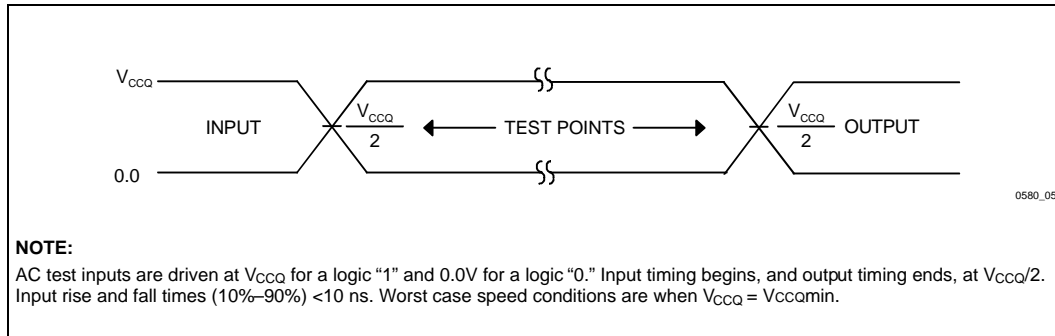 VCCQ
INPUT
VCCQ
2
TEST POINTS
VCCQ
2
OUTPUT
0.0
0580_05
NOTE:
AC test inputs are driven at VCCQ for a logic “1” and 0.0V for a logic “0.” Input timing begins, and output timing ends, at VCCQ/2.
Input rise and fall times (10%–90%) <10 ns. Worst case speed conditions are when VCCQ = VCCQmin.